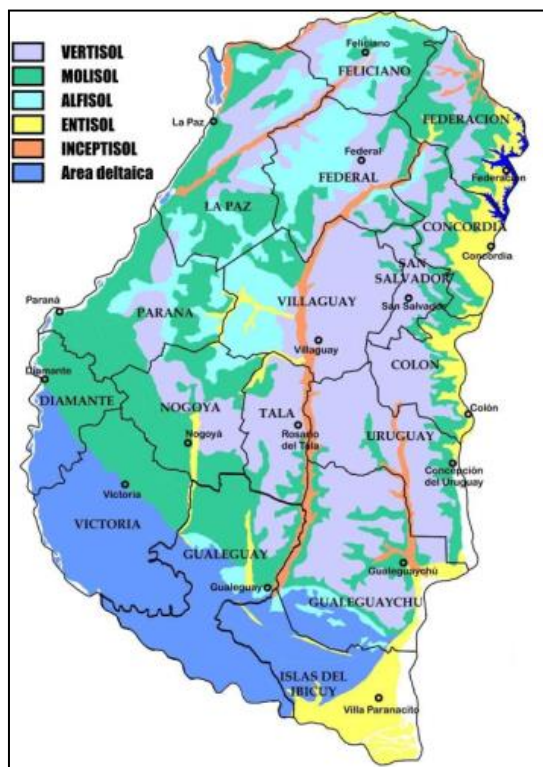 VERTISOL
MOLISOL
ALFISOL
ENTISOL
INCEPTISOL
Area deltaica
Feliciano
FELICIANO
FEDERACION
La Paz
Federal
FEDERAL
Federacion
LA PAZ
CONCORDIA
Concordia
SAN
SALVADOR
San Salvador
PARANA
Paraná
VILLAGUAY
Villaguay
COLON
Diamante
DIAMANTE
NOGOYA
Nogoyá
TALA
Rosario
del Tala
URUGUAY
Colón
Concepción
del Uruguay
Victoria
VICTORIA
GUALEGUAY
Gualeguay
Gualeguaychú
GUALEGUAYCHU
ISLAS DEL
IBICUY
Villa Paranacito